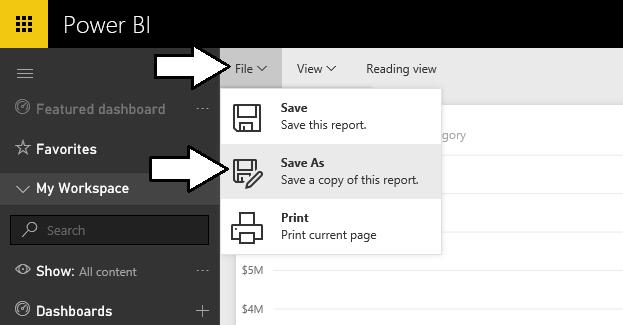 Power BI
File View Reading view
Featured dashboard ...
Favorites
My Workspace
Search
Show: All content ...
Dashboards +
Save
Save this report.
Save As
Save a copy of this report.
Print
Print current page
egory
$5M
$4M